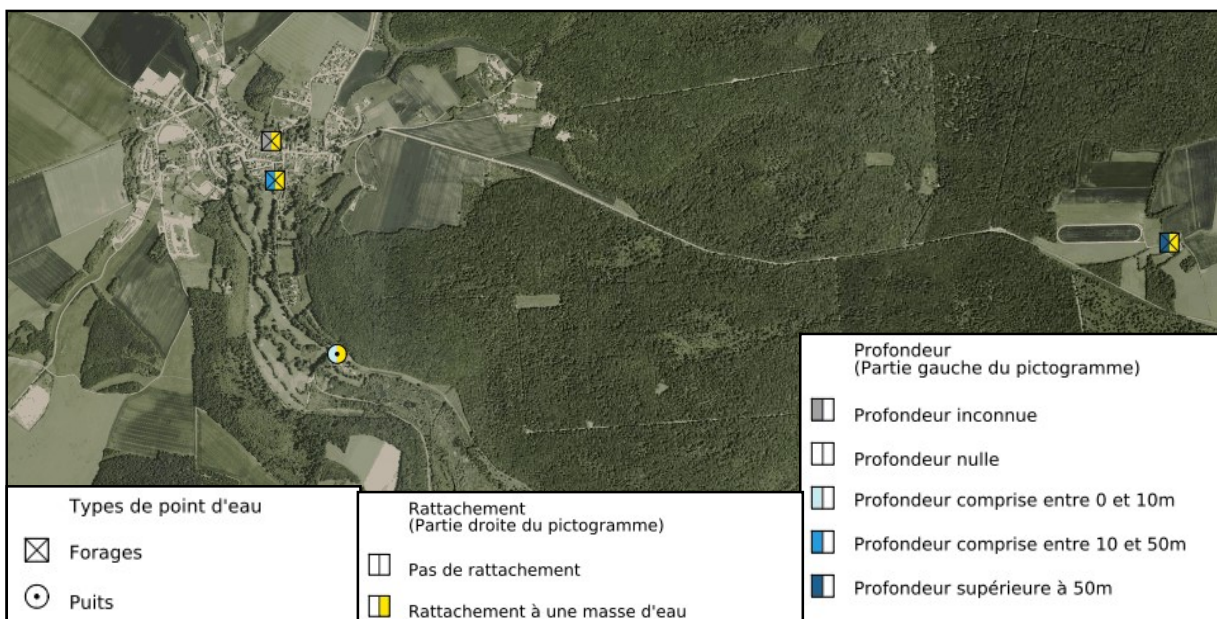 Types de point d'eau
Forages
Puits
Rattachement
(Partie droite du pictogramme)
Pas de rattachement
Rattachement à une masse d'eau
Profondeur
(Partie gauche du pictogramme)
Profondeur inconnue
Profondeur nulle
Profondeur comprise entre 0 et 10m
Profondeur comprise entre 10 et 50m
Profondeur supérieure à 50m